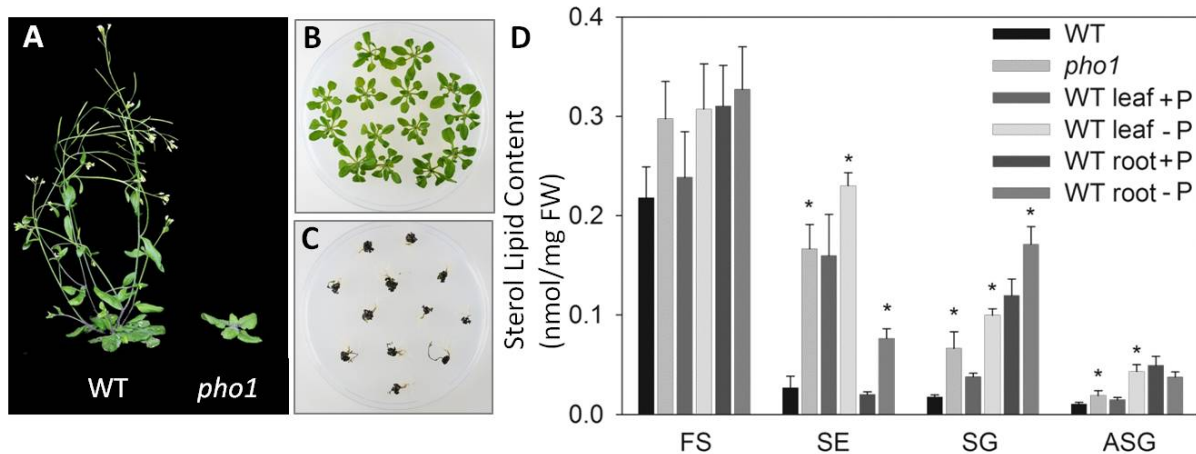 A
WT
pho1
B
C
D
Sterol Lipid Content
(nmol/mg FW)
0.4
0.3
0.2
0.1
0.0
WT
pho1
WT leaf +P
WT leaf -P
WT root+P
WT root-P
*
*
*
*
*
*
*
*
FS
SE
SG
ASG